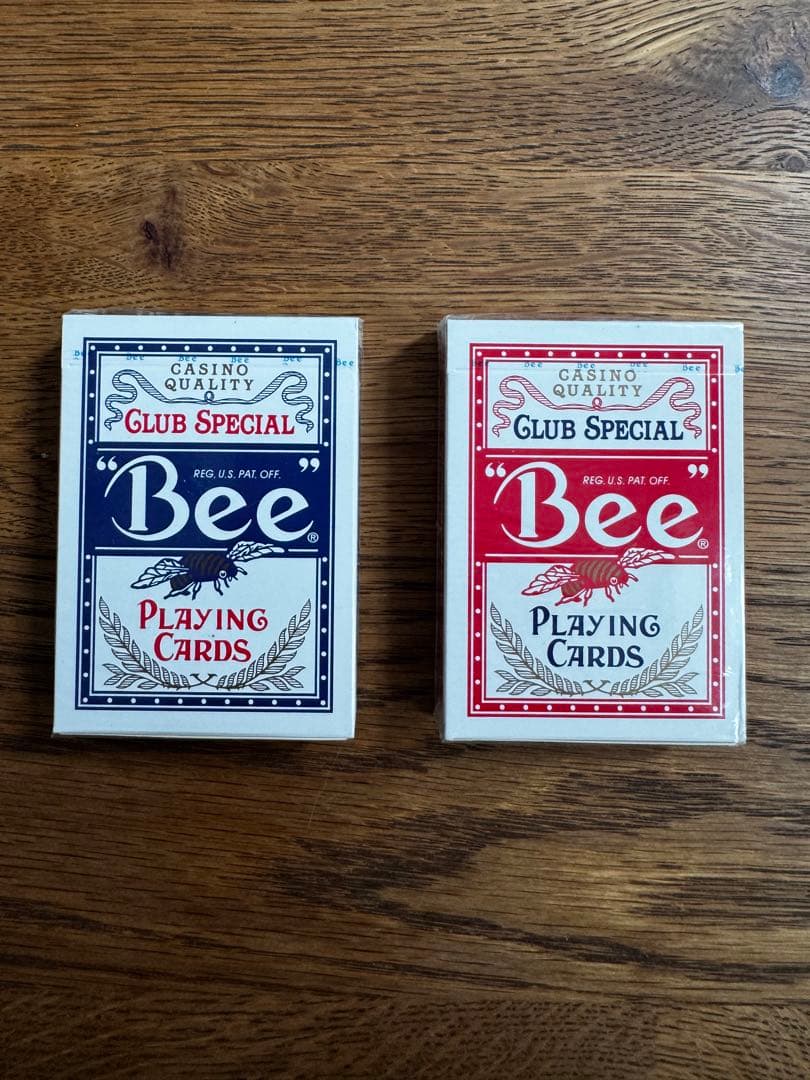 Bee Bee Bee Bee Bee
CASINO
QUALITY
CLUB SPECIAL
REG. U.S. PAT. OFF.
“Bee”®
PLAYING
CARDS
Bee Bee Bee Bee
CASINO
QUALITY
CLUB SPECIAL
REG. U.S. PAT. OFF.
“Bee”®
PLAYING
CARDS